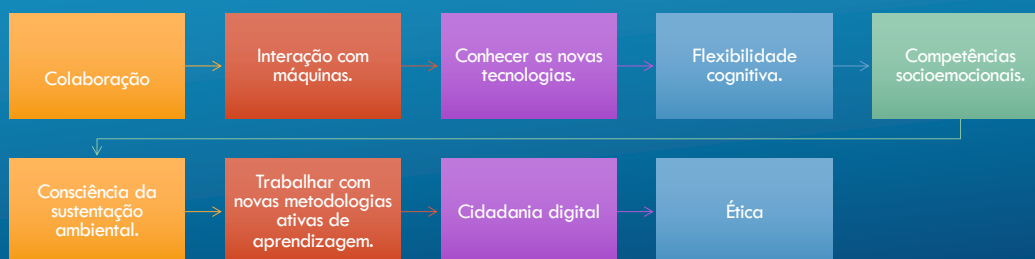 Colaboração
Interação com
máquinas.
Conhecer as novas
tecnologias.
Flexibilidade
cognitiva.
Competências
socioemocionais.
Consciência da
sustentação
ambiental.
Trabalhar com
novas metodologias
ativas de
aprendizagem.
Cidadania digital
Ética